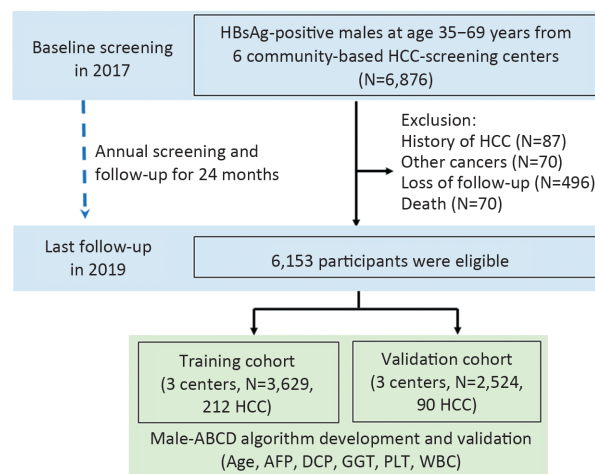 Baseline screening
in 2017
HBsAg-positive males at age 35–69 years from
6 community-based HCC-screening centers
(N=6,876)
Annual screening and
follow-up for 24 months
Exclusion:
History of HCC (N=87)
Other cancers (N=70)
Loss of follow-up (N=496)
Death (N=70)
Last follow-up
in 2019
6,153 participants were eligible
Training cohort
(3 centers, N=3,629,
212 HCC)
Validation cohort
(3 centers, N=2,524,
90 HCC)
Male-ABCD algorithm development and validation
(Age, AFP, DCP, GGT, PLT, WBC)